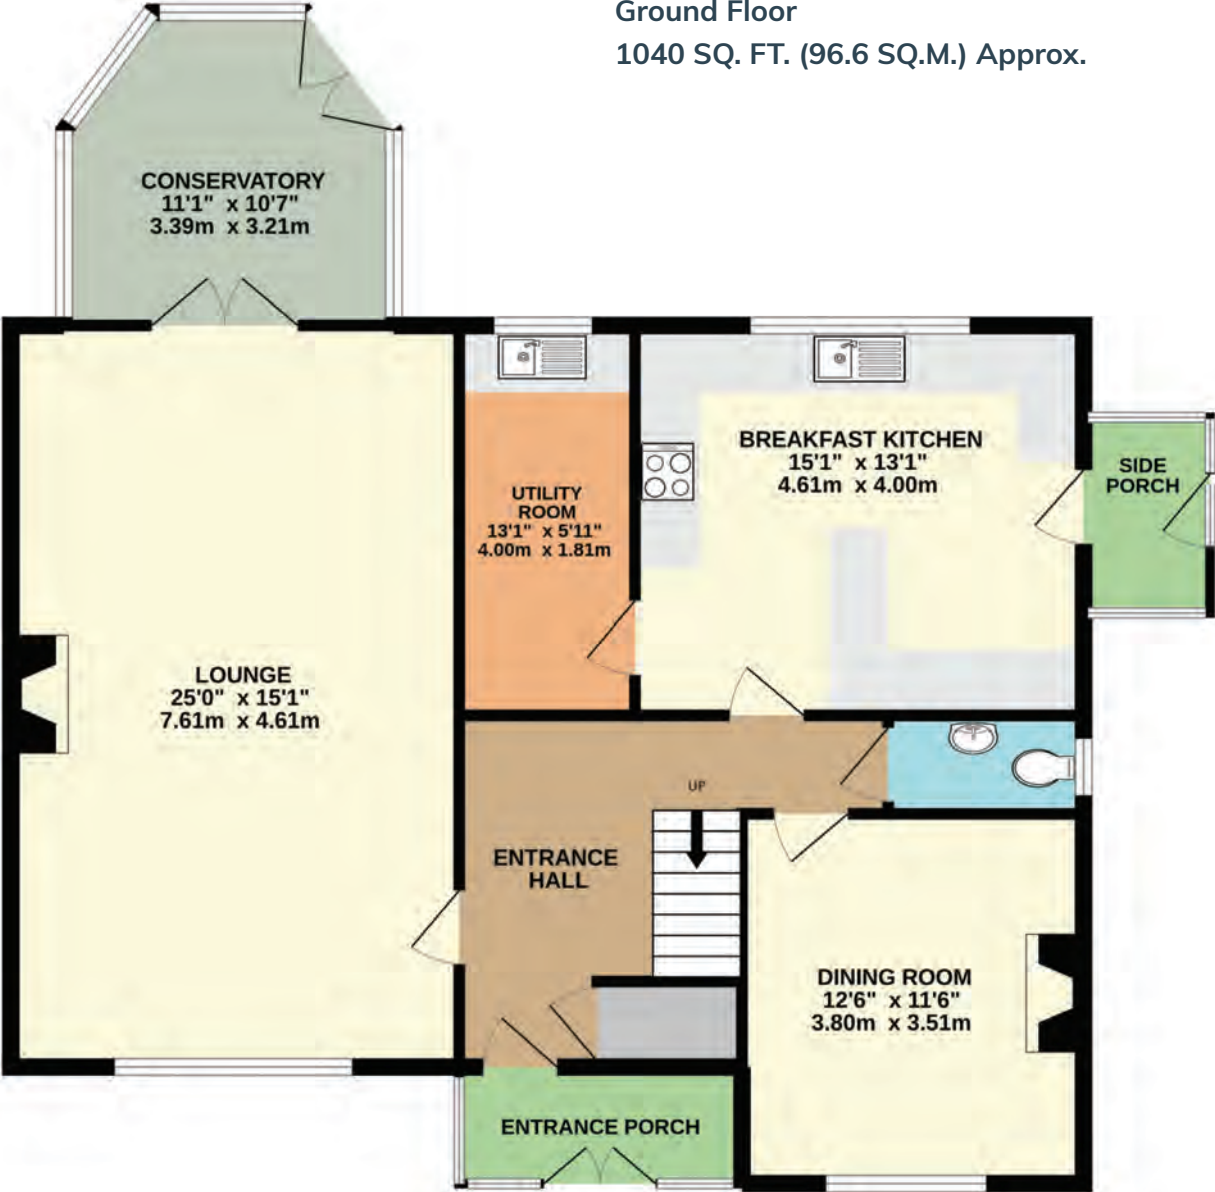 Ground Floor
1040 SQ. FT. (96.6 SQ.M.) Approx.
CONSERVATORY
11'1" x 10'7"
3.39m x 3.21m
BREAKFAST KITCHEN
15'1" x 13'1"
4.61m x 4.00m
SIDE
PORCH
UTILITY
ROOM
13'1" x 5'11"
4.00m x 1.81m
LOUNGE
25'0" x 15'1"
7.61m x 4.61m
UP
ENTRANCE
HALL
DINING ROOM
12'6" x 11'6"
3.80m x 3.51m
ENTRANCE PORCH